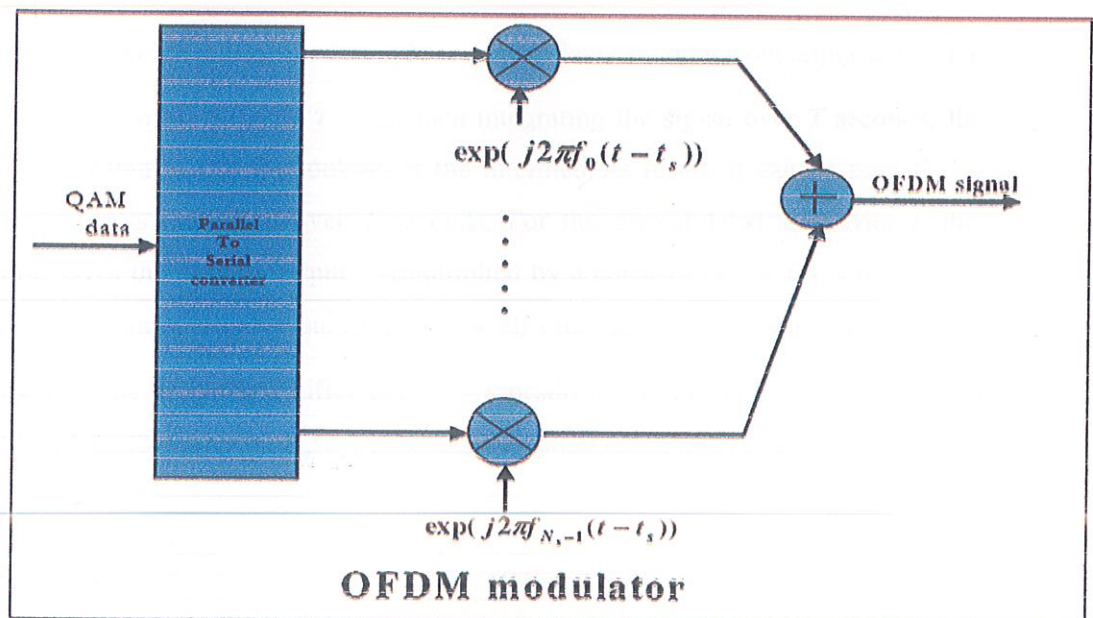 QAM
data
Parallel
To
Serial
converter
exp( j2πf₀(t − tₛ))
OFDM signal
exp( j2πf_{Nₛ−1}(t − tₛ))
OFDM modulator